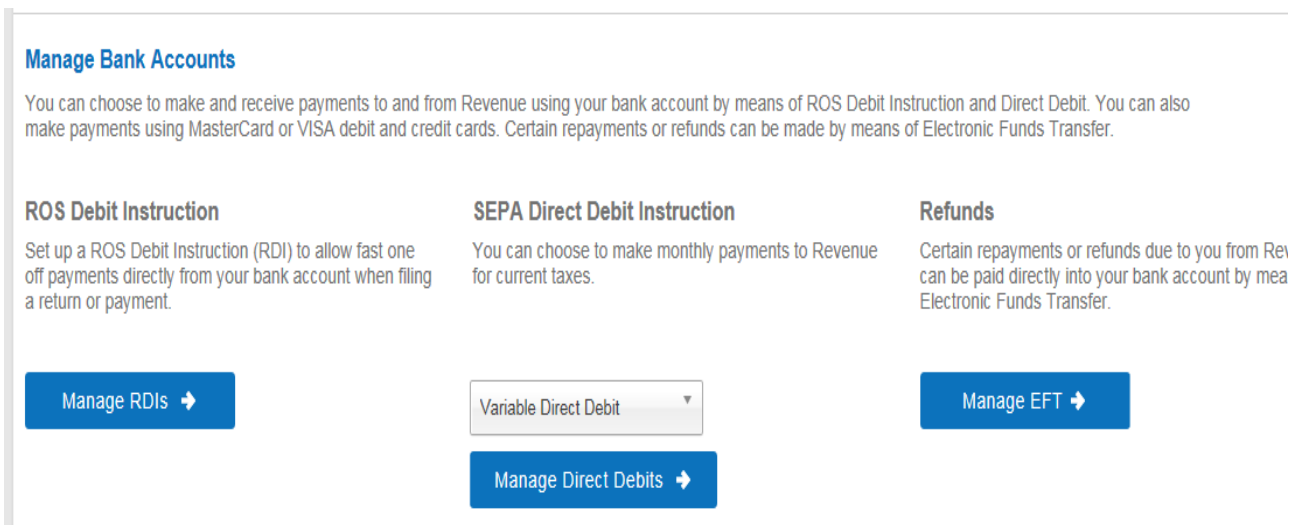 Manage Bank Accounts
You can choose to make and receive payments to and from Revenue using your bank account by means of ROS Debit Instruction and Direct Debit. You can also
make payments using MasterCard or VISA debit and credit cards. Certain repayments or refunds can be made by means of Electronic Funds Transfer.
ROS Debit Instruction
Set up a ROS Debit Instruction (RDI) to allow fast one
off payments directly from your bank account when filing
a return or payment.
Manage RDIs
SEPA Direct Debit Instruction
You can choose to make monthly payments to Revenue
for current taxes.
Variable Direct Debit
Manage Direct Debits
Refunds
Certain repayments or refunds due to you from Rev
can be paid directly into your bank account by mea
Electronic Funds Transfer.
Manage EFT